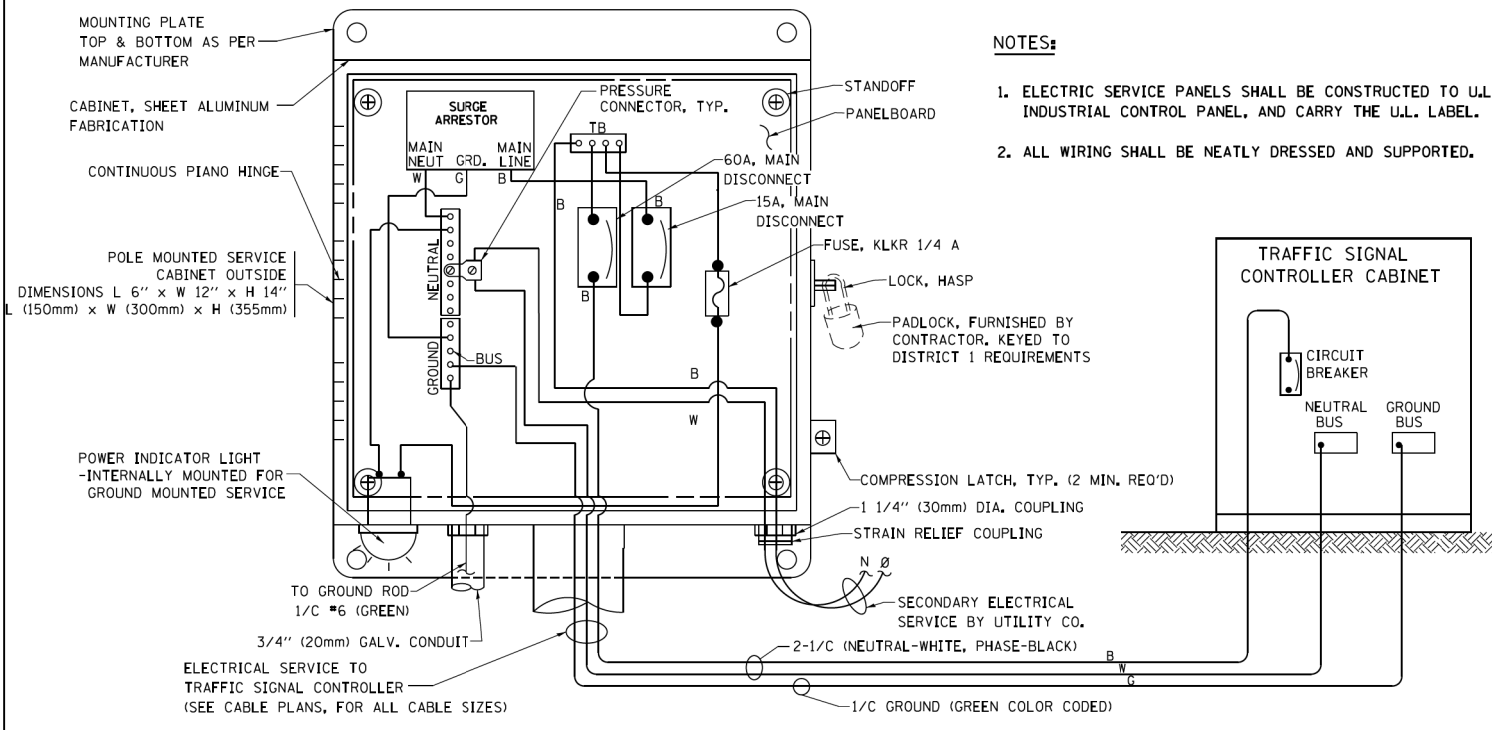 MOUNTING PLATE
TOP & BOTTOM AS PER
MANUFACTURER
CABINET, SHEET ALUMINUM
FABRICATION
CONTINUOUS PIANO HINGE
POLE MOUNTED SERVICE
CABINET OUTSIDE
DIMENSIONS L 6'' x W 12'' x H 14''
L (150mm) x W (300mm) x H (355mm)
POWER INDICATOR LIGHT
-INTERNALLY MOUNTED FOR
GROUND MOUNTED SERVICE
SURGE
ARRESTOR
MAIN
NEUT
GRD.
MAIN
LINE
W
G
B
PRESSURE
CONNECTOR, TYP.
TB
B
B
B
NEUTRAL
GROUND
BUS
B
W
STANDOFF
PANELBOARD
60A, MAIN
DISCONNECT
15A, MAIN
DISCONNECT
FUSE, KLKR 1/4 A
LOCK, HASP
PADLOCK, FURNISHED BY
CONTRACTOR. KEYED TO
DISTRICT 1 REQUIREMENTS
COMPRESSION LATCH, TYP. (2 MIN. REQ'D)
1 1/4'' (30mm) DIA. COUPLING
STRAIN RELIEF COUPLING
N Ø
SECONDARY ELECTRICAL
SERVICE BY UTILITY CO.
TO GROUND ROD
1/C #6 (GREEN)
3/4'' (20mm) GALV. CONDUIT
ELECTRICAL SERVICE TO
TRAFFIC SIGNAL CONTROLLER
(SEE CABLE PLANS, FOR ALL CABLE SIZES)
2-1/C (NEUTRAL-WHITE, PHASE-BLACK)
B
W
G
1/C GROUND (GREEN COLOR CODED)
NOTES:
1. ELECTRIC SERVICE PANELS SHALL BE CONSTRUCTED TO U.L
INDUSTRIAL CONTROL PANEL, AND CARRY THE U.L. LABEL.
2. ALL WIRING SHALL BE NEATLY DRESSED AND SUPPORTED.
TRAFFIC SIGNAL
CONTROLLER CABINET
CIRCUIT
BREAKER
NEUTRAL
BUS
GROUND
BUS